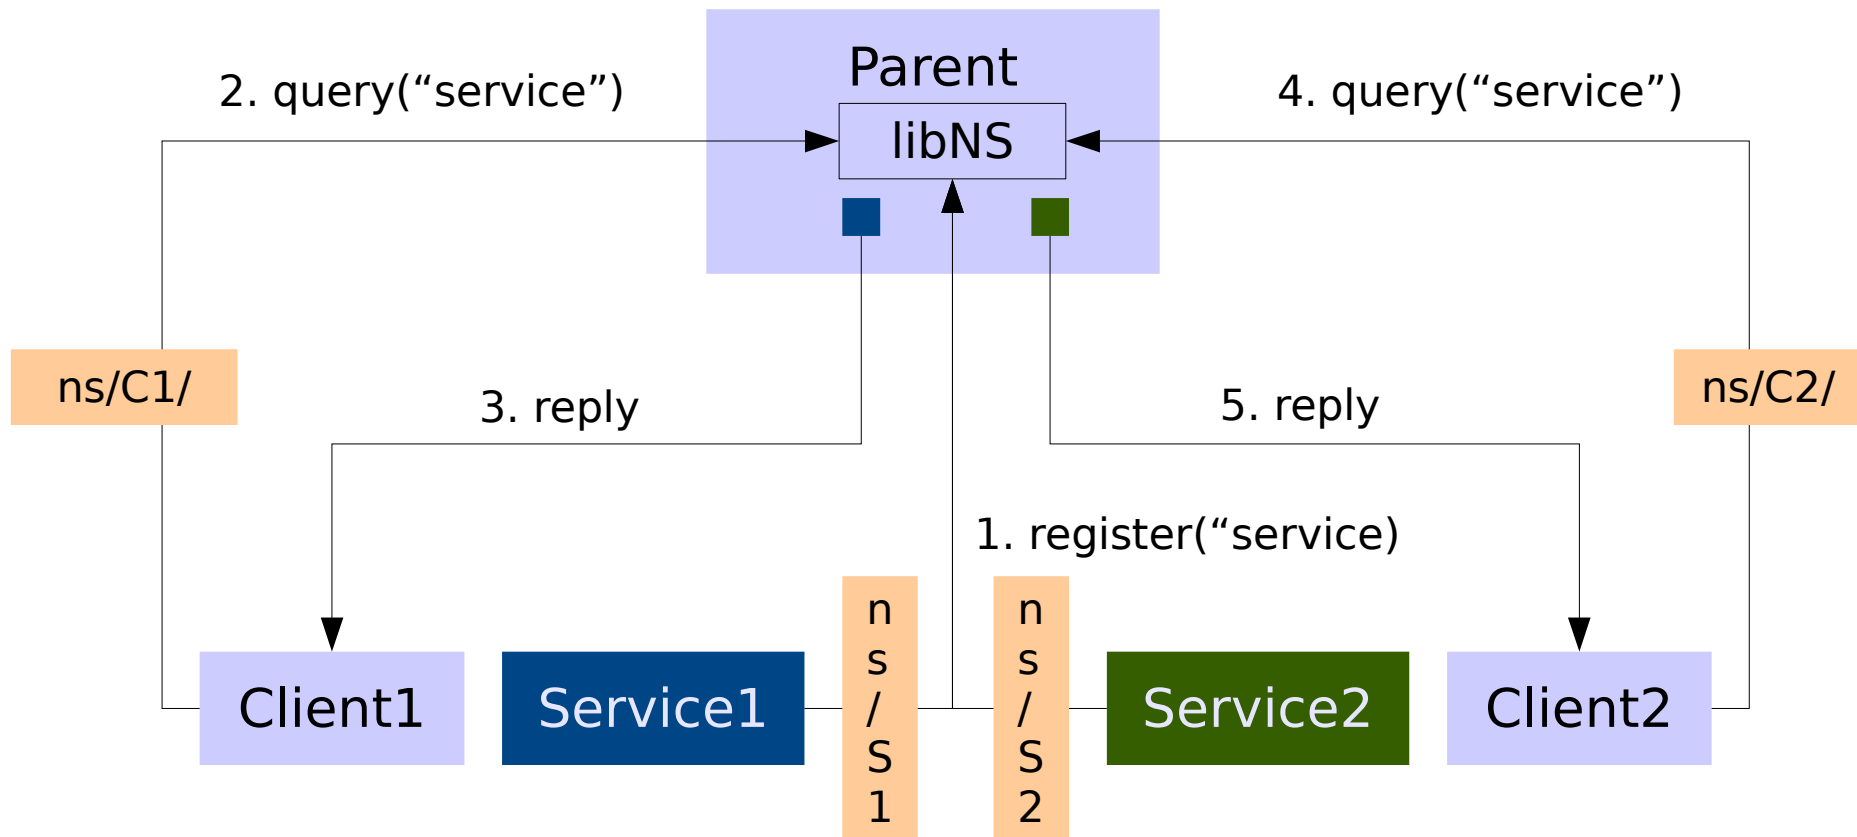 Parent
2. query(“service”)
4. query(“service”)
libNS
ns/C1/
ns/C2/
3. reply
5. reply
1. register(“service)
n
s
/
S
1
n
s
/
S
2
Client1
Service1
Service2
Client2